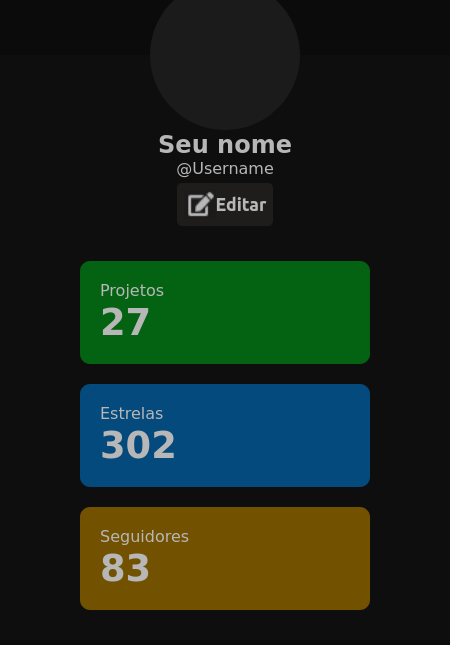 Seu nome
@Username
Editar
Projetos
27
Estrelas
302
Seguidores
83